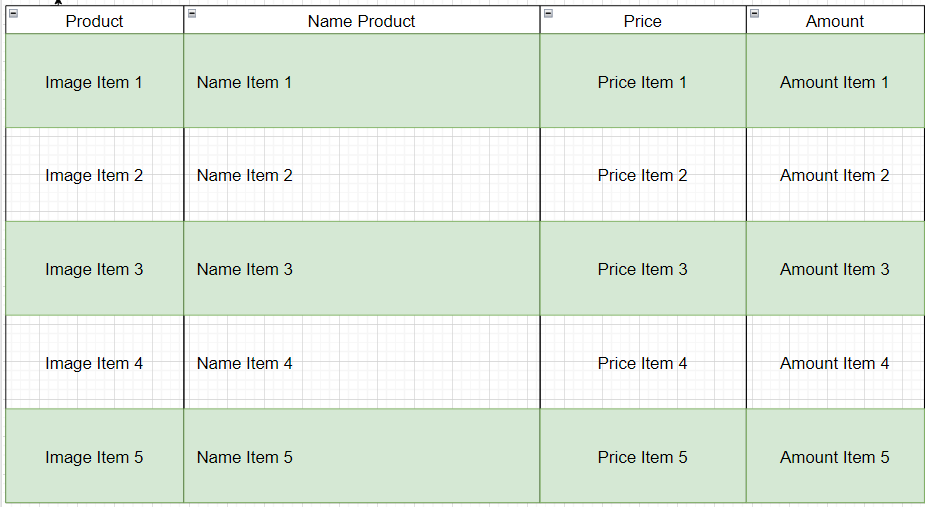 Product Name Product Price Amount
Image Item 1 Name Item 1 Price Item 1 Amount Item 1
Image Item 2 Name Item 2 Price Item 2 Amount Item 2
Image Item 3 Name Item 3 Price Item 3 Amount Item 3
Image Item 4 Name Item 4 Price Item 4 Amount Item 4
Image Item 5 Name Item 5 Price Item 5 Amount Item 5